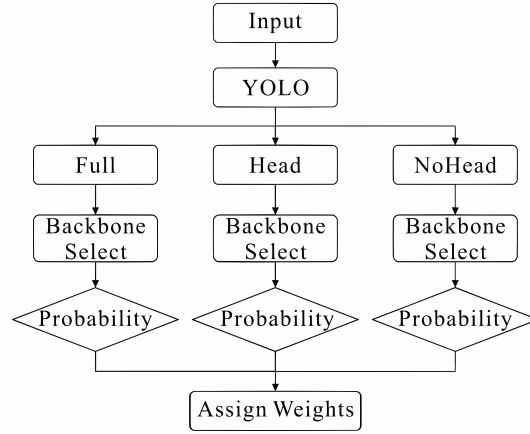 Input
YOLO
Full
Head
NoHead
Backbone
Select
Backbone
Select
Backbone
Select
Probability
Probability
Probability
Assign Weights